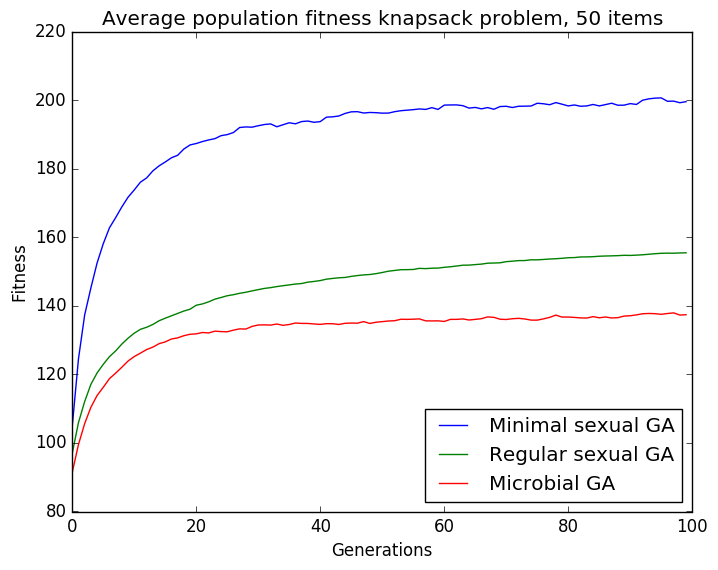 Average population fitness knapsack problem, 50 items
220
200
180
160
140
120
100
80
Fitness
0
20
40
60
80
100
Generations
Minimal sexual GA
Regular sexual GA
Microbial GA